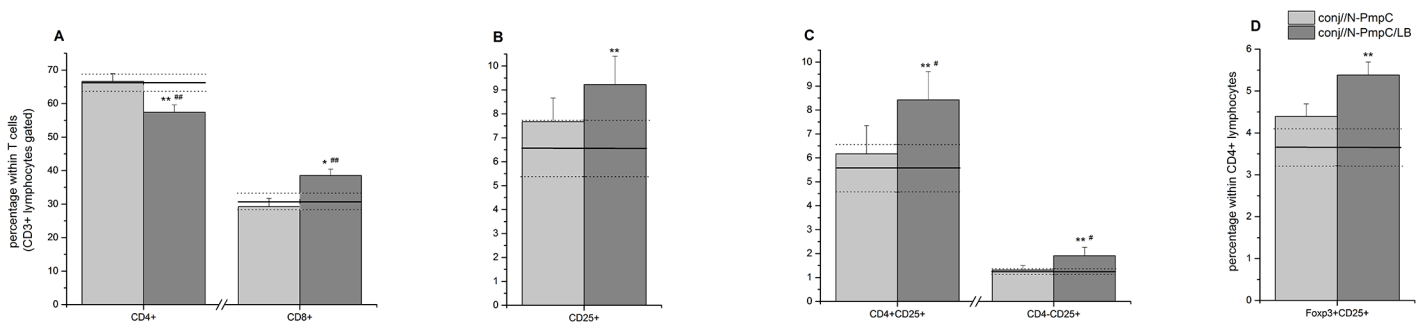 A
percentage within T cells
(CD3+ lymphocytes gated)
70
60
50
40
30
20
10
0
** ##
* ##
CD4+
CD8+
B
10
9
8
7
6
5
4
3
2
1
0
**
CD25+
C
10
9
8
7
6
5
4
3
2
1
0
** #
** #
CD4+CD25+
CD4-CD25+
D
conj//N-PmpC
conj//N-PmpC/LB
percentage within CD4+ lymphocytes
6
5
4
3
2
1
0
**
Foxp3+CD25+